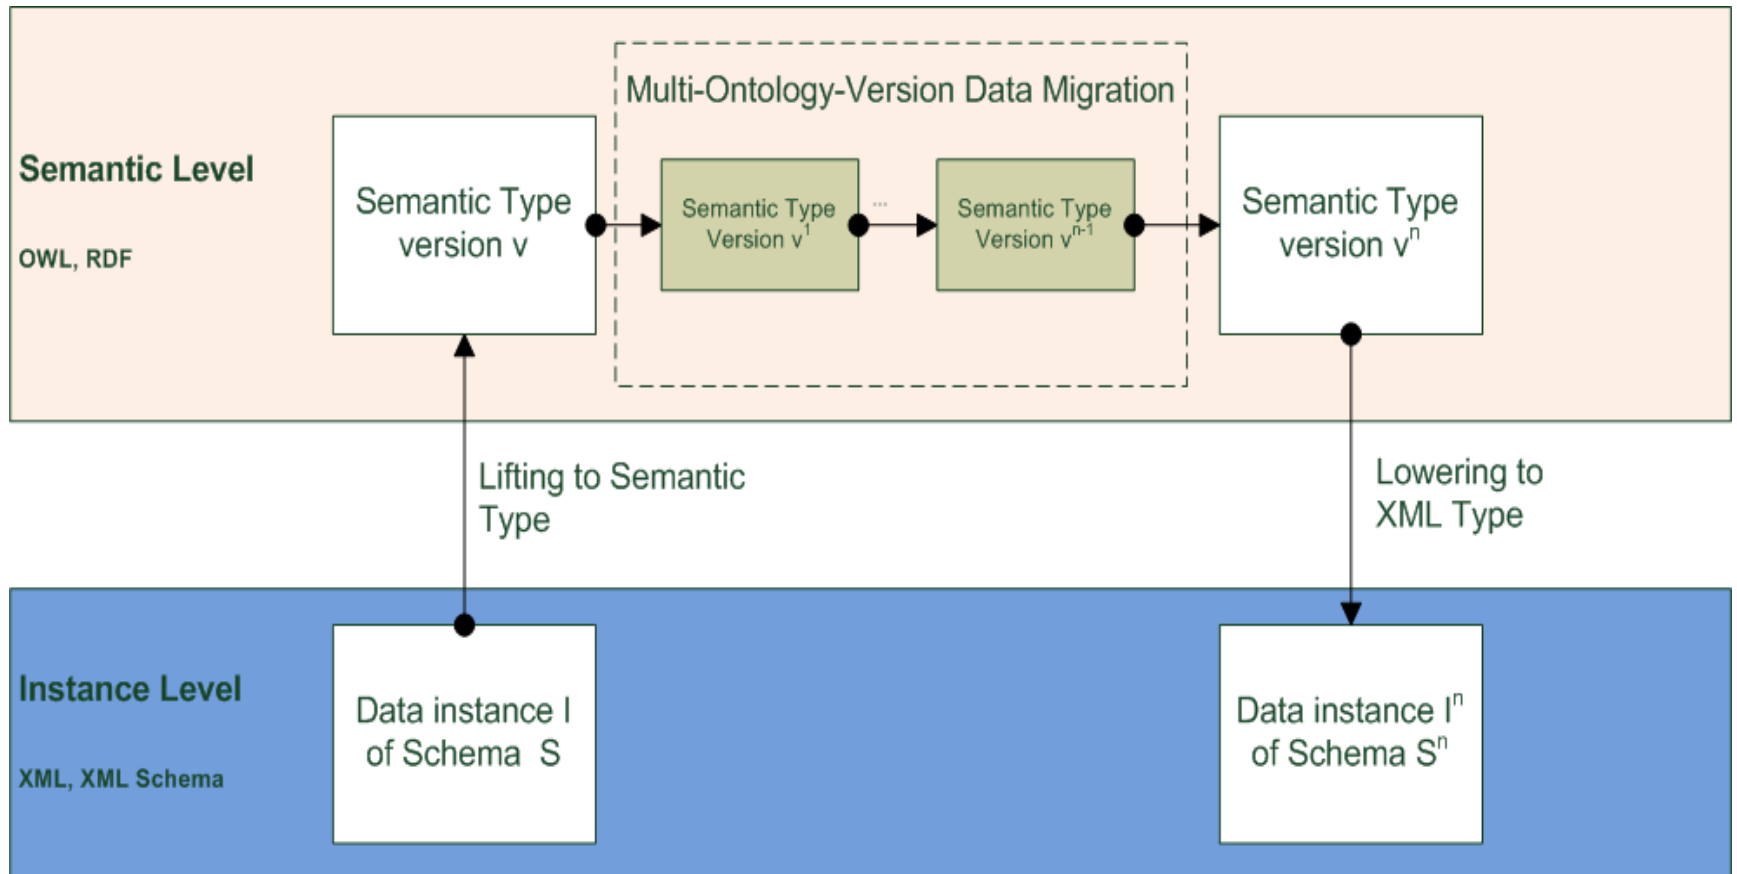 Multi-Ontology-Version Data Migration
Semantic Level
OWL, RDF
Semantic Type
version v
Semantic Type
Version v¹
...
Semantic Type
Version vⁿ⁻¹
Semantic Type
version vⁿ
Lifting to Semantic
Type
Lowering to
XML Type
Instance Level
XML, XML Schema
Data instance I
of Schema S
Data instance Iⁿ
of Schema Sⁿ